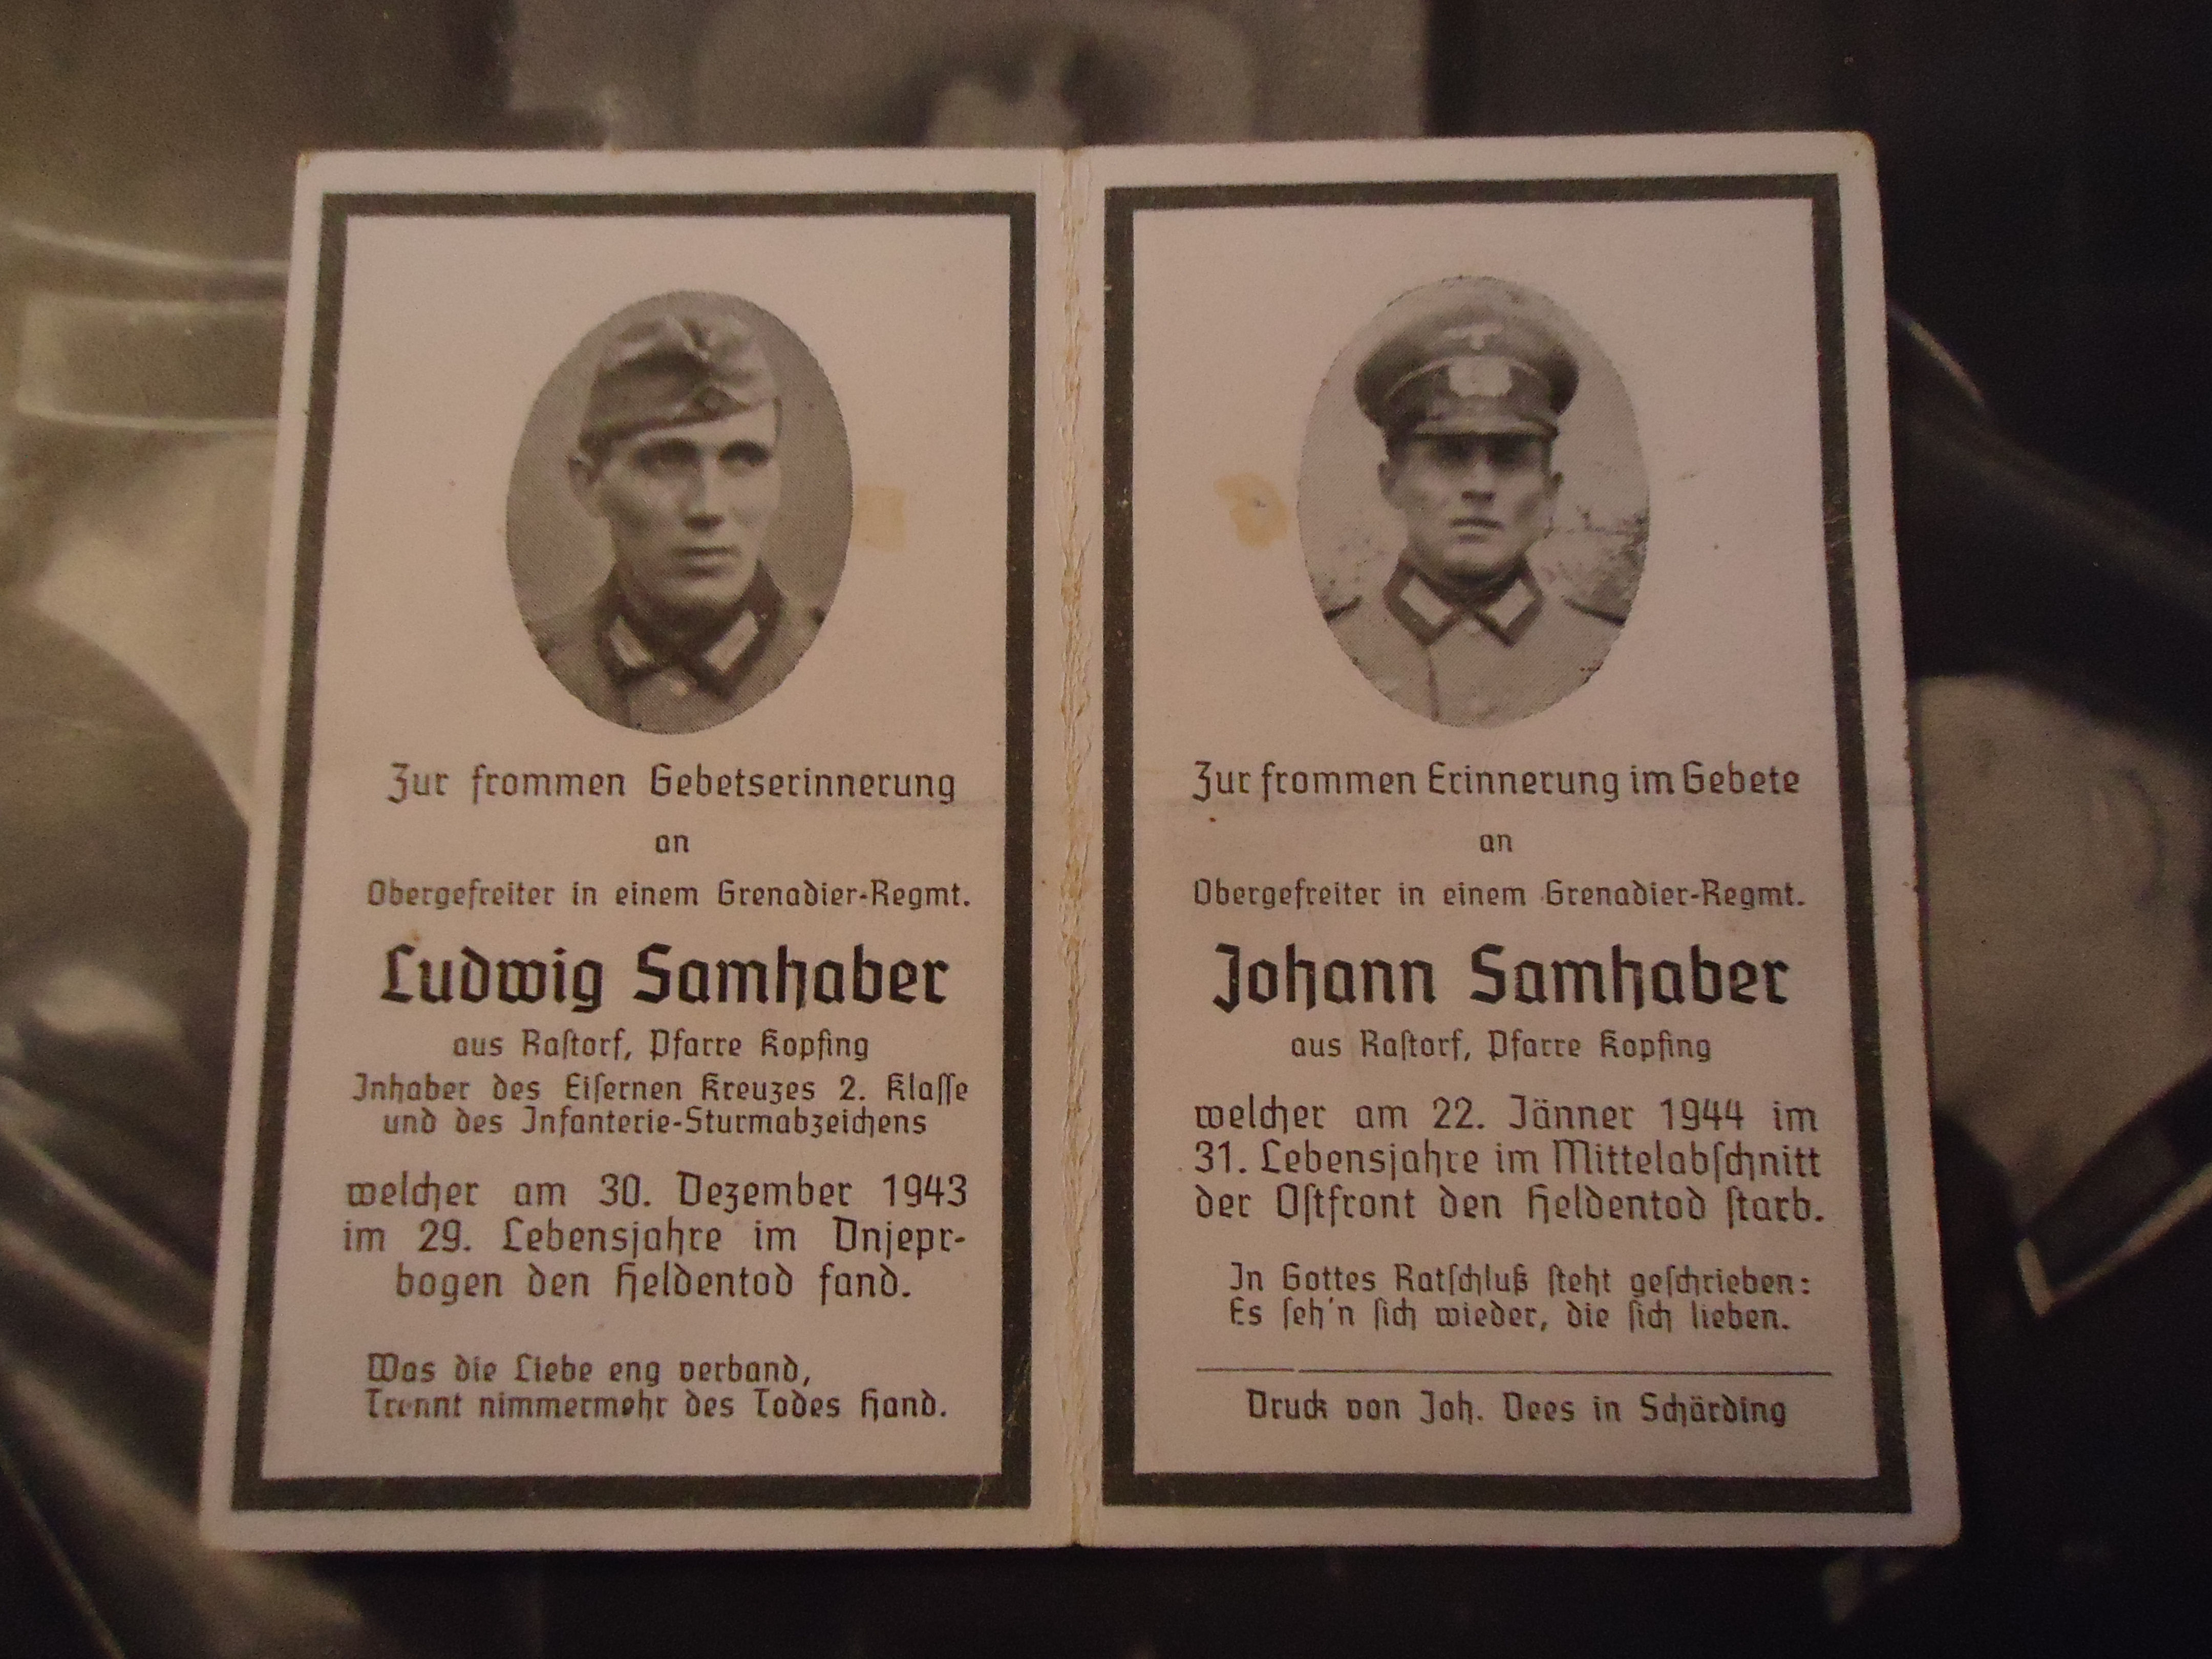 Zur frommen Gebetserinnerung
an
Obergefreiter in einem Grenadier-Regmt.
Ludwig Samhaber
aus Raſtorf, Pfarre Kopfing
Inhaber des Eiſernen Kreuzes 2. Klaſſe
und des Infanterie-Sturmabzeichens
welcher am 30. Dezember 1943
im 29. Lebensjahre im Dnjepr-
bogen den Heldentod fand.
Was die Liebe eng verband,
Trennt nimmermehr des Todes Hand.
Zur frommen Erinnerung im Gebete
an
Obergefreiter in einem Grenadier-Regmt.
Johann Samhaber
aus Raſtorf, Pfarre Kopfing
welcher am 22. Jänner 1944 im
31. Lebensjahre im Mittelabſchnitt
der Oſtfront den Heldentod ſtarb.
In Gottes Ratſchluß ſteht geſchrieben:
Es ſeh'n ſich wieder, die ſich lieben.
Druck von Joh. Vees in Schärding